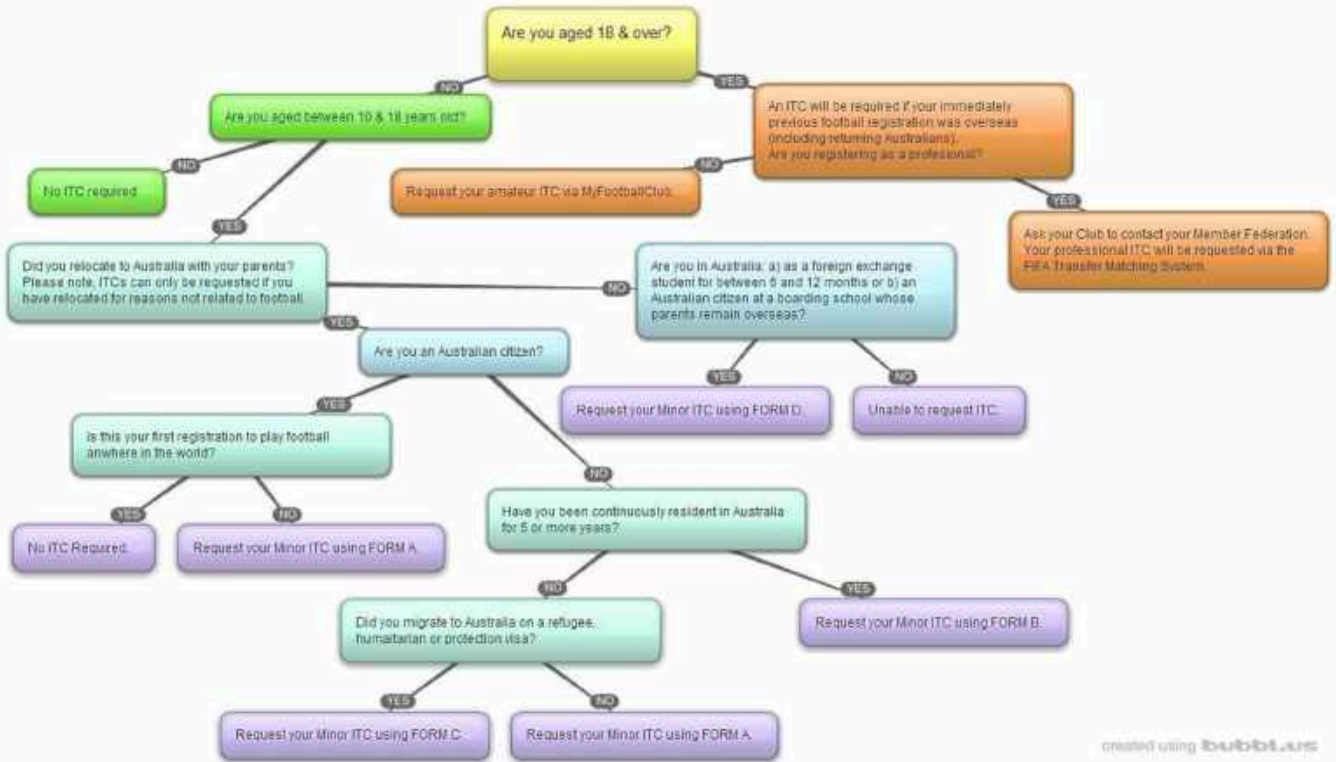 Are you aged 18 & over?
NO
YES
Are you aged between 10 & 18 years old?
An ITC will be required if your immediately
previous football registration was overseas
(including returning Australians).
Are you registering as a profesional?
NO
NO
No ITC required
Request your amateur ITC via MyFootballClub.
YES
YES
Ask your Club to contact your Member Federation.
Your professional ITC will be requested via the
FIFA Transfer Matching System.
Did you relocate to Australia with your parents?
Please note, ITCs can only be requested if you
have relocated for reasons not related to football.
NO
Are you in Australia: a) as a foreign exchange
student for between 6 and 12 months or b) an
Australian citizen at a boarding school whose
parents remain overseas?
YES
Are you an Australian citizen?
YES
NO
Request your Minor ITC using FORM D.
Unable to request ITC.
YES
Is this your first registration to play football
anwhere in the world?
NO
YES
NO
No ITC Required.
Request your Minor ITC using FORM A.
Have you been continuously resident in Australia
for 5 or more years?
NO
YES
Did you migrate to Australia on a refugee,
humaitarian or protection visa?
Request your Minor ITC using FORM B.
YES
NO
Request your Minor ITC using FORM C.
Request your Minor ITC using FORM A.
created using bubbl.us